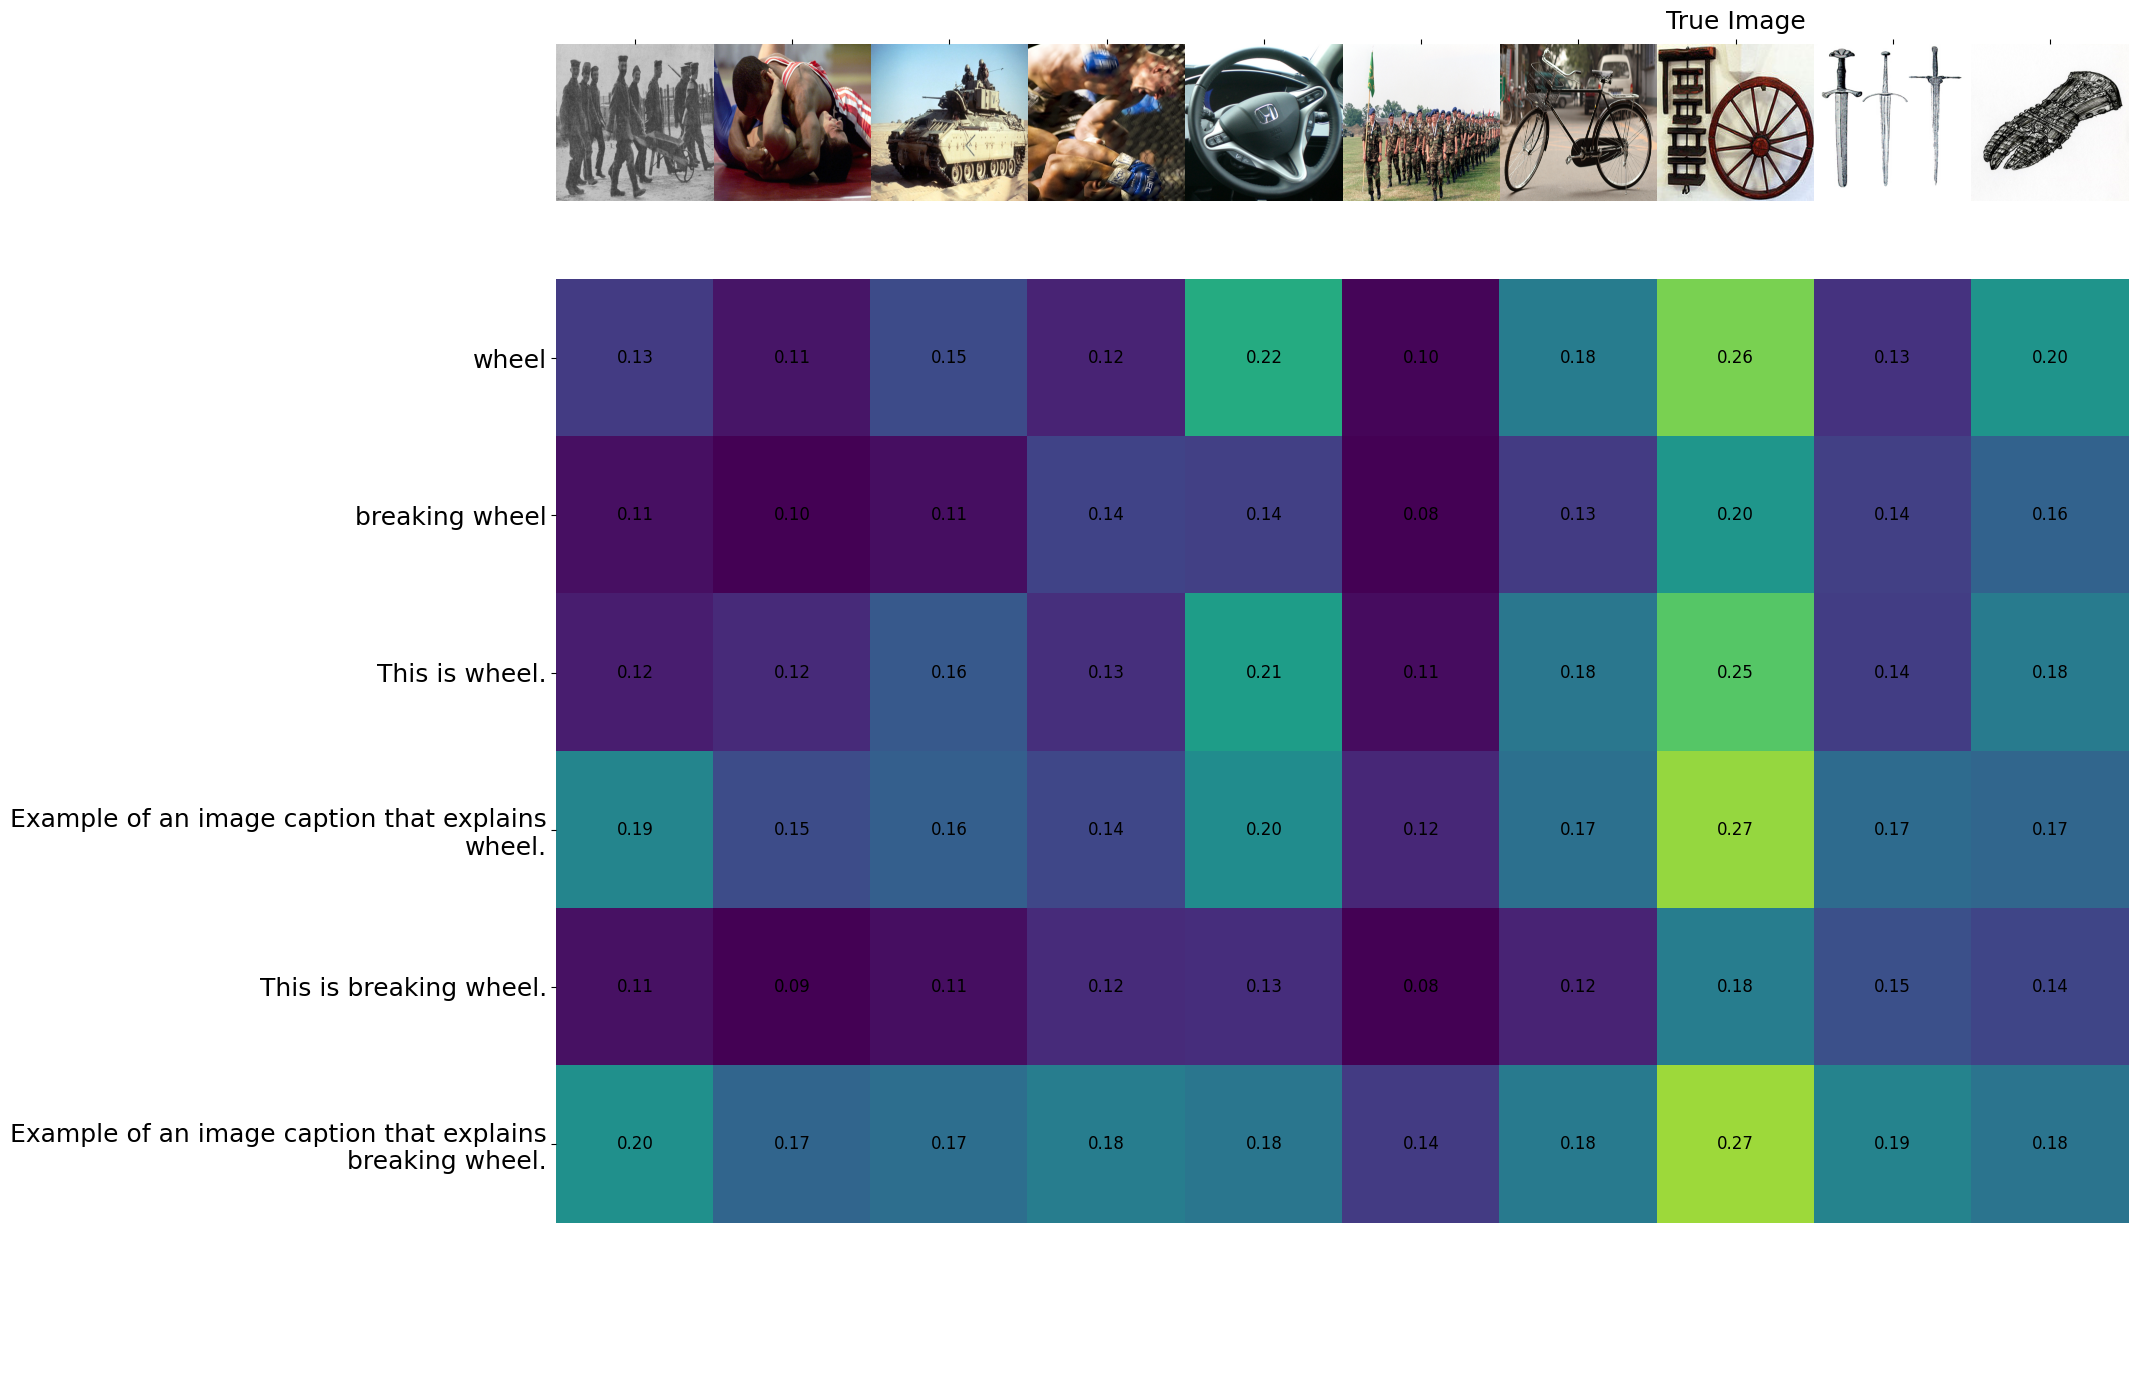 True Image
wheel
0.13 0.11 0.15 0.12 0.22 0.10 0.18 0.26 0.13 0.20
breaking wheel
0.11 0.10 0.11 0.14 0.14 0.08 0.13 0.20 0.14 0.16
This is wheel.
0.12 0.12 0.16 0.13 0.21 0.11 0.18 0.25 0.14 0.18
Example of an image caption that explains
wheel.
0.19 0.15 0.16 0.14 0.20 0.12 0.17 0.27 0.17 0.17
This is breaking wheel.
0.11 0.09 0.11 0.12 0.13 0.08 0.12 0.18 0.15 0.14
Example of an image caption that explains
breaking wheel.
0.20 0.17 0.17 0.18 0.18 0.14 0.18 0.27 0.19 0.18